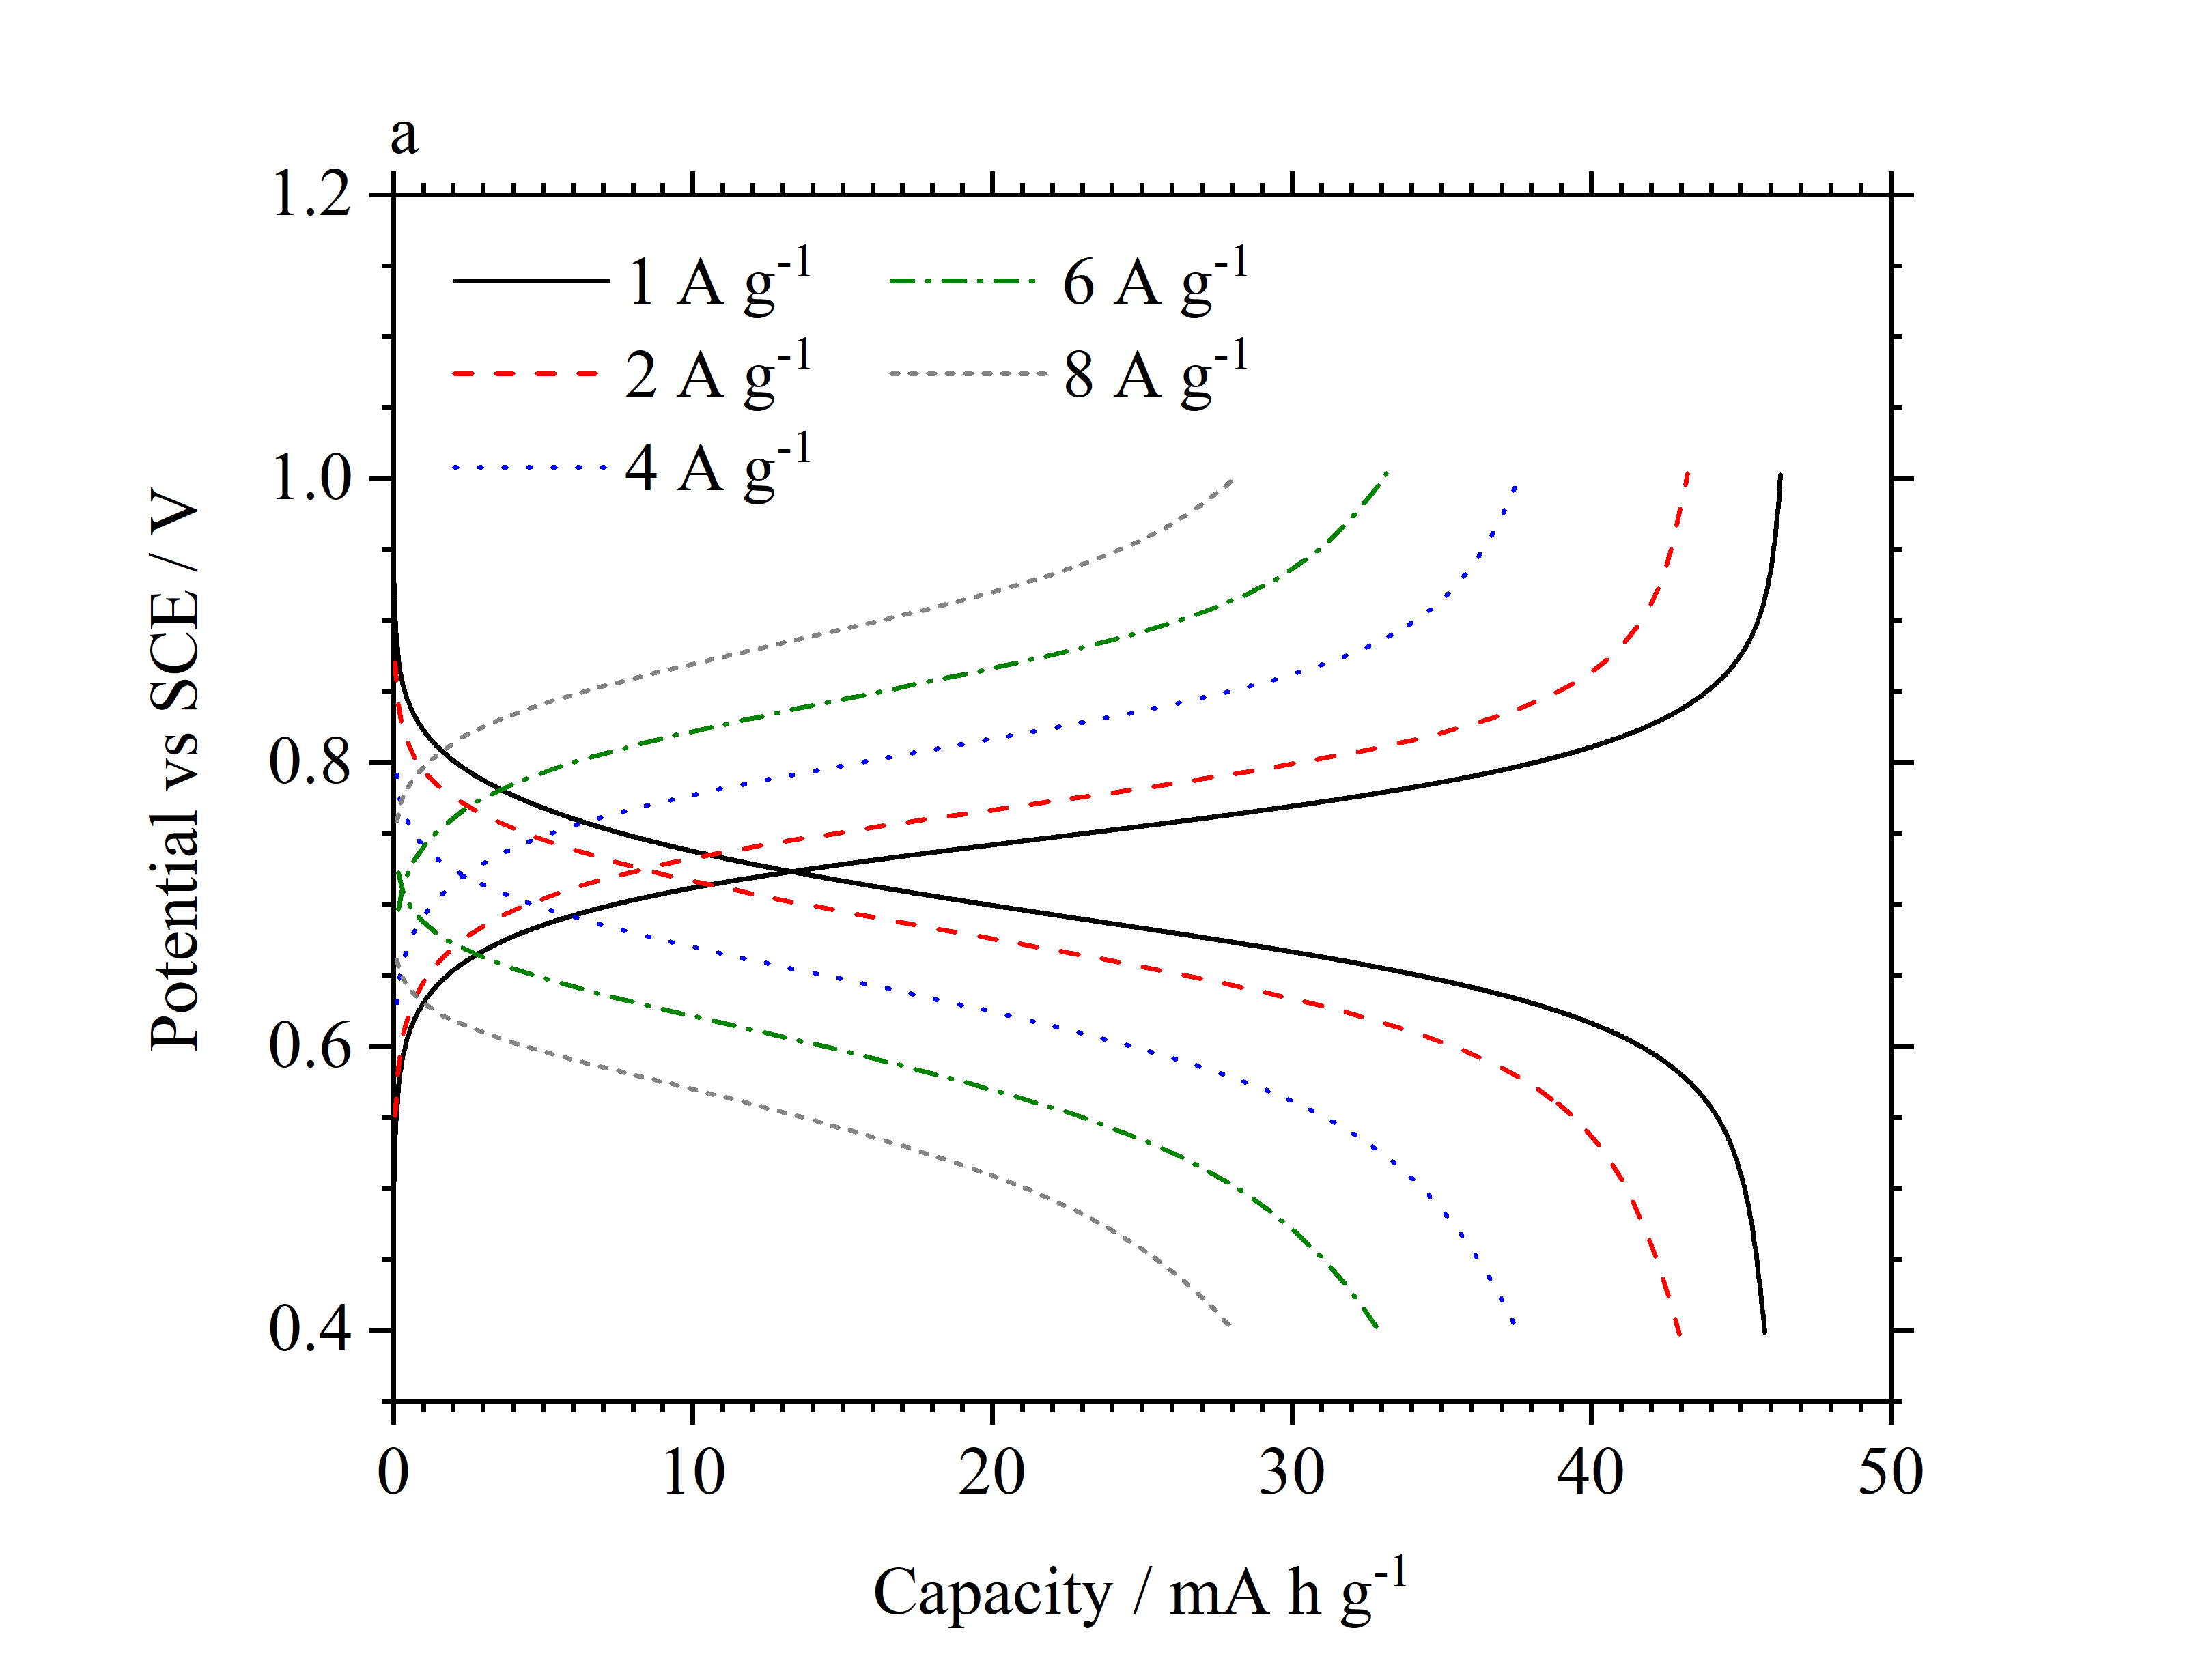 a
1.2
1.0
0.8
0.6
0.4
Potential vs SCE / V
1 A g⁻¹
2 A g⁻¹
4 A g⁻¹
6 A g⁻¹
8 A g⁻¹
0 10 20 30 40 50
Capacity / mA h g⁻¹